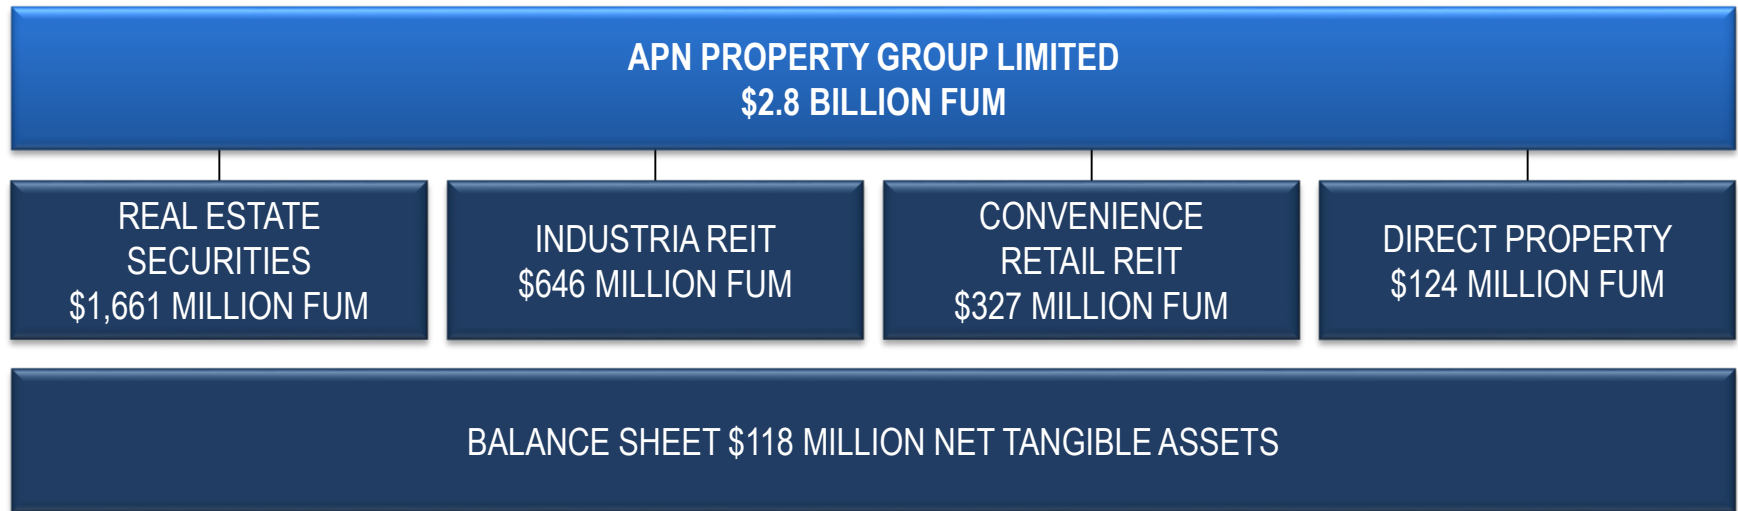 APN PROPERTY GROUP LIMITED
$2.8 BILLION FUM
REAL ESTATE
SECURITIES
$1,661 MILLION FUM
INDUSTRIA REIT
$646 MILLION FUM
CONVENIENCE
RETAIL REIT
$327 MILLION FUM
DIRECT PROPERTY
$124 MILLION FUM
BALANCE SHEET $118 MILLION NET TANGIBLE ASSETS